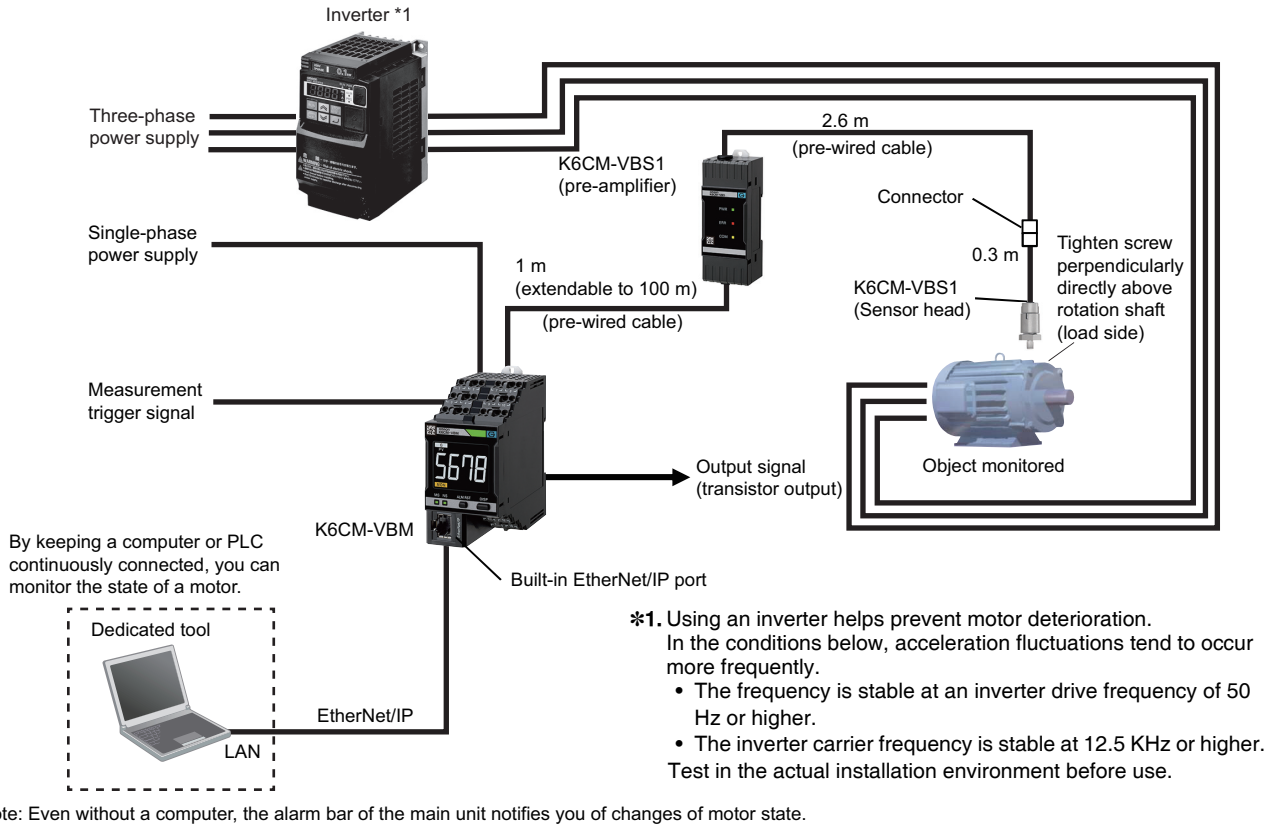 Inverter *1
Three-phase
power supply
2.6 m
(pre-wired cable)
K6CM-VBS1
(pre-amplifier)
Connector
Single-phase
power supply
0.3 m
Tighten screw
perpendicularly
directly above
rotation shaft
(load side)
1 m
(extendable to 100 m)
(pre-wired cable)
K6CM-VBS1
(Sensor head)
PWR
ERR
COM
Measurement
trigger signal
5678
Output signal
(transistor output)
Object monitored
K6CM-VBM
By keeping a computer or PLC
continuously connected, you can
monitor the state of a motor.
Built-in EtherNet/IP port
Dedicated tool
EtherNet/IP
LAN
*1. Using an inverter helps prevent motor deterioration.
In the conditions below, acceleration fluctuations tend to occur
more frequently.
• The frequency is stable at an inverter drive frequency of 50
Hz or higher.
• The inverter carrier frequency is stable at 12.5 KHz or higher.
Test in the actual installation environment before use.
ote: Even without a computer, the alarm bar of the main unit notifies you of changes of motor state.